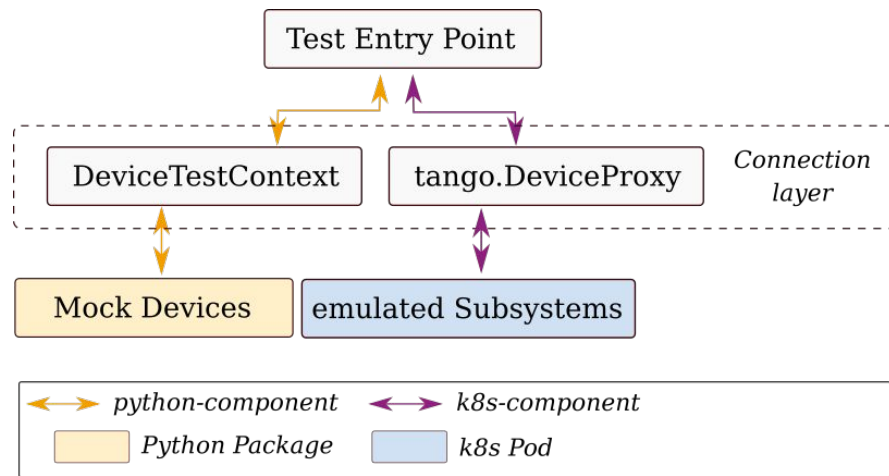 Test Entry Point
DeviceTestContext
tango.DeviceProxy
Connection
layer
Mock Devices
emulated Subsystems
python-component
k8s-component
Python Package
k8s Pod